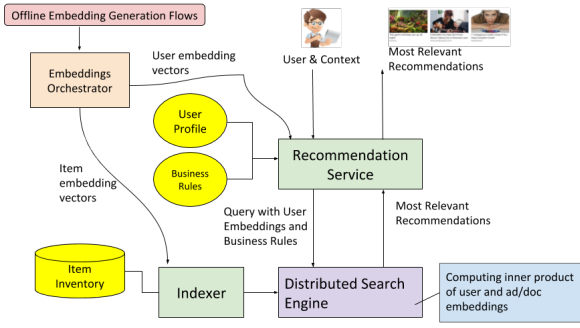 Offline Embedding Generation Flows
Embeddings
Orchestrator
User embedding
vectors
User & Context
Most Relevant
Recommendations
User
Profile
Business
Rules
Recommendation
Service
Item
embedding
vectors
Query with User
Embeddings and
Business Rules
Most Relevant
Recommendations
Item
Inventory
Indexer
Distributed Search
Engine
Computing inner product
of user and ad/doc
embeddings